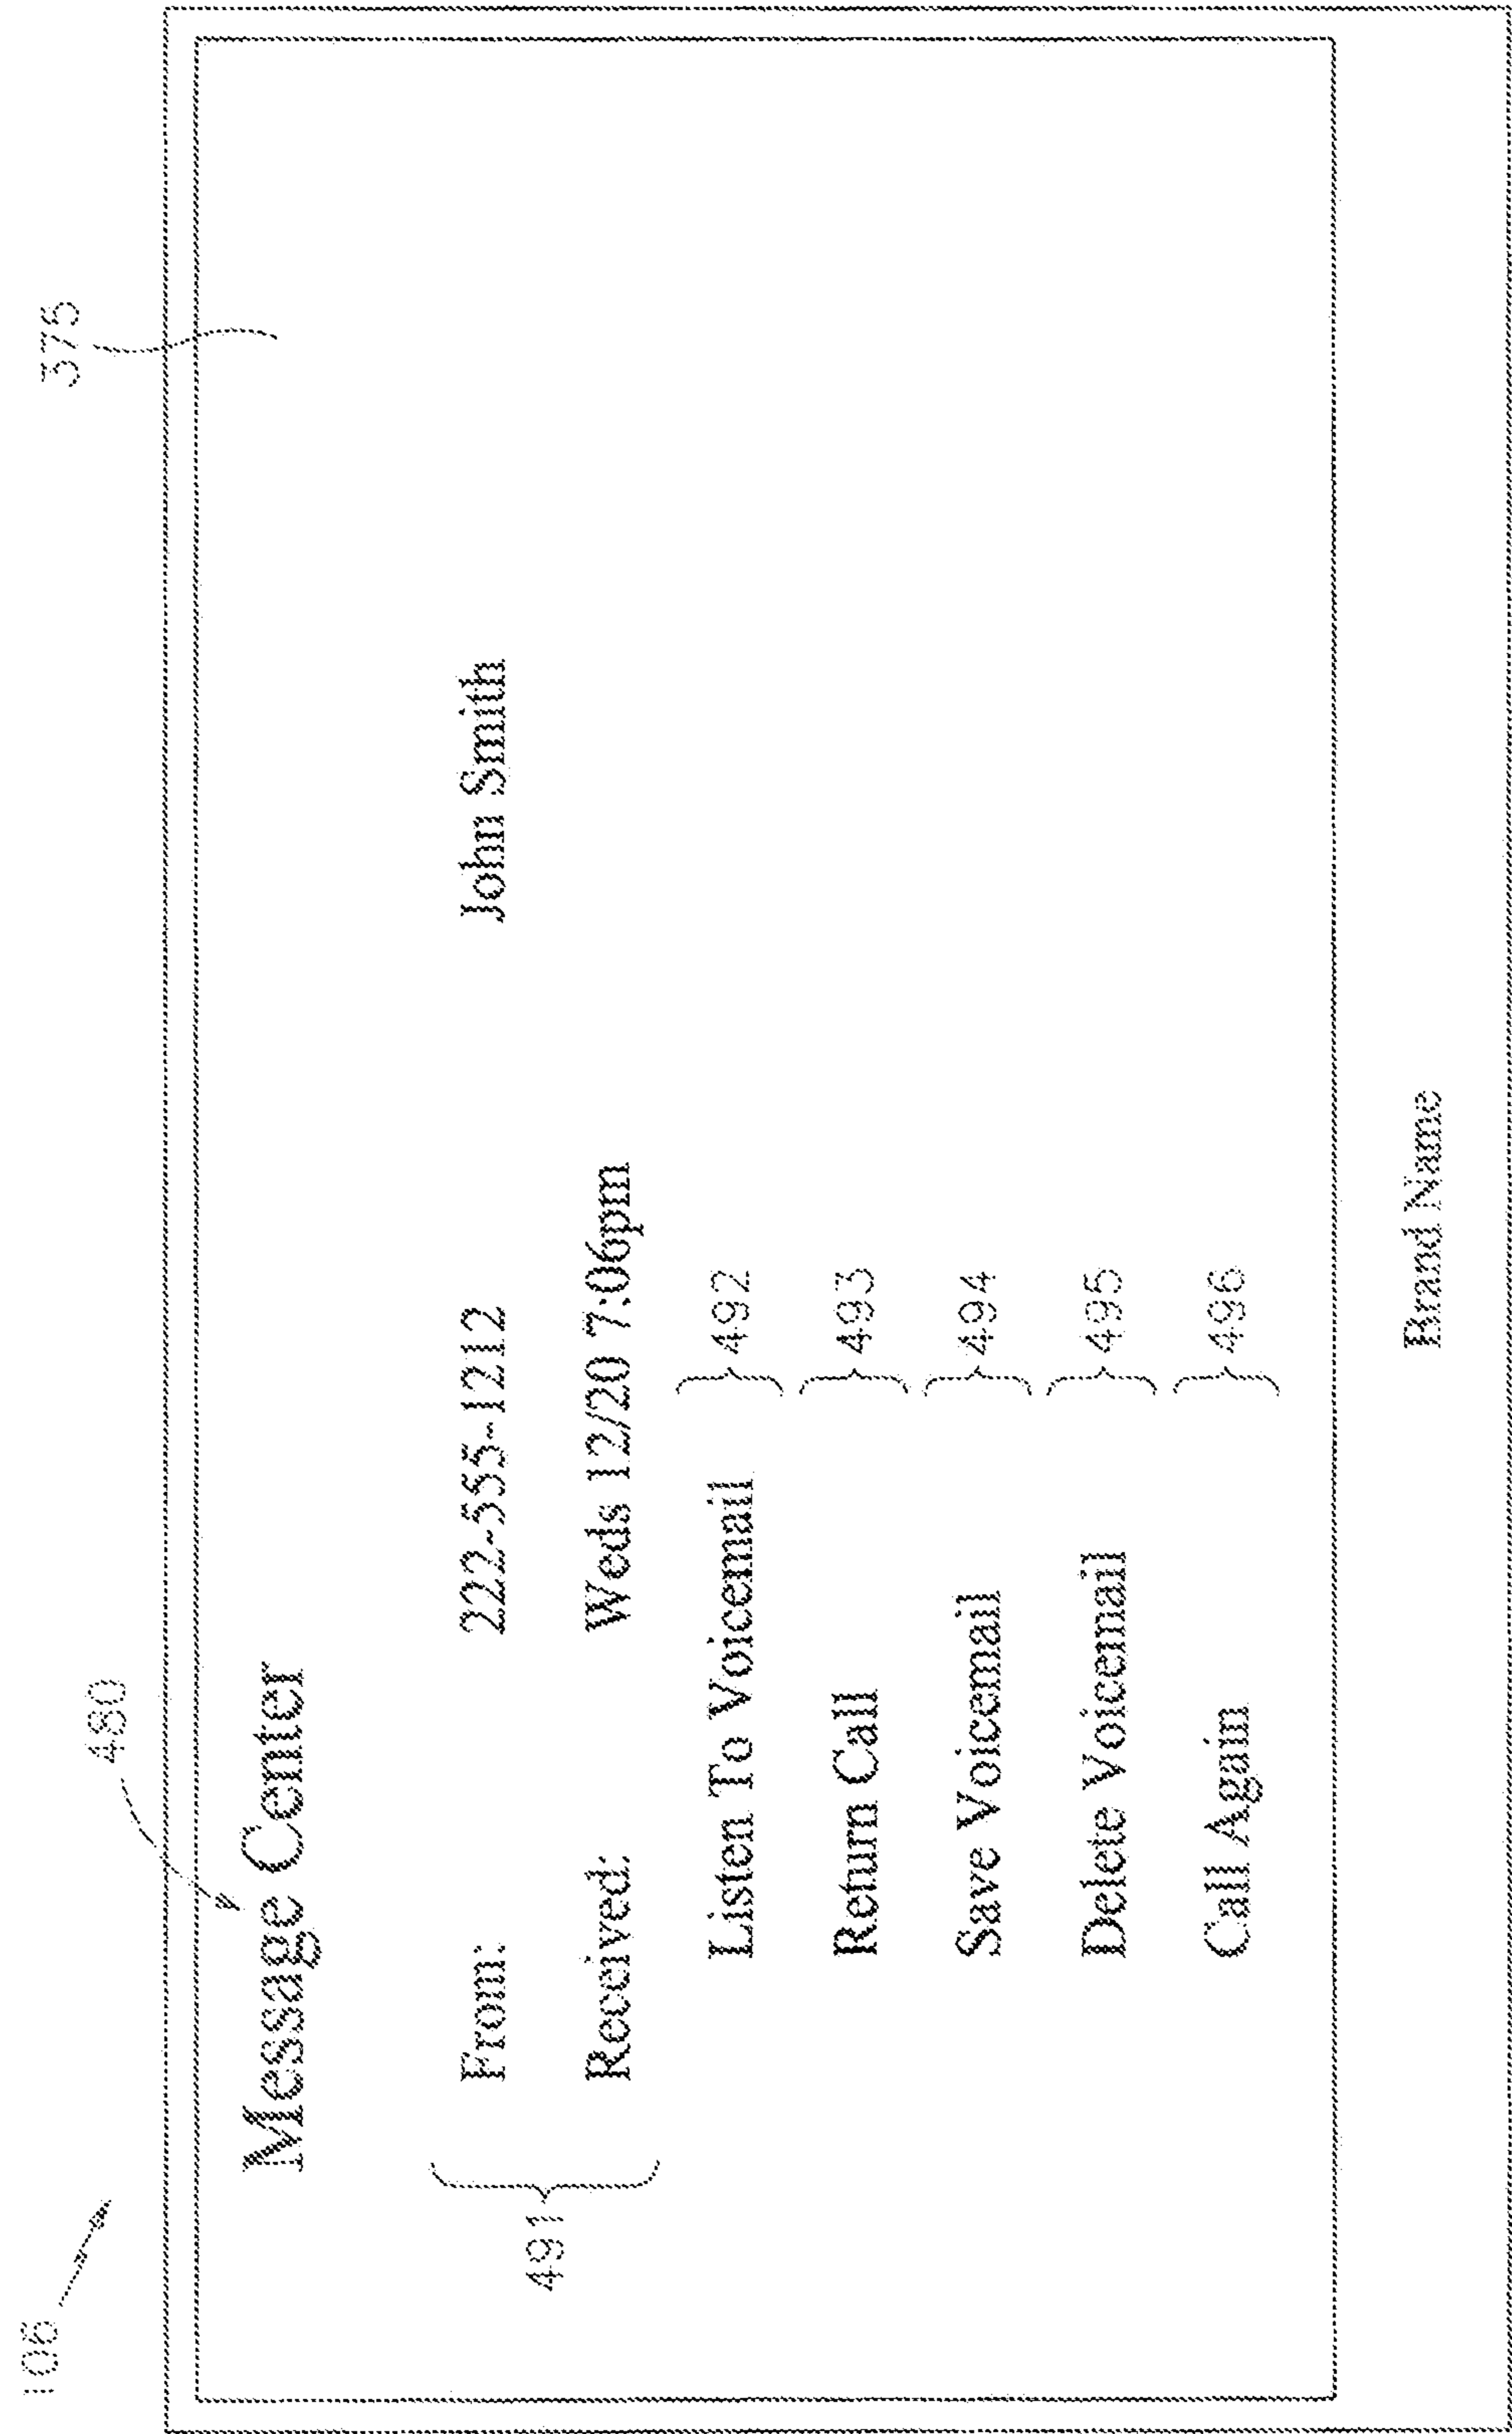 106
480
375
Message Center
491
From: 222-555-1212 John Smith
Received: Weds 12/20 7:06pm
Listen To Voicemail 492
Return Call 493
Save Voicemail 494
Delete Voicemail 495
Call Again 496
Brand Name